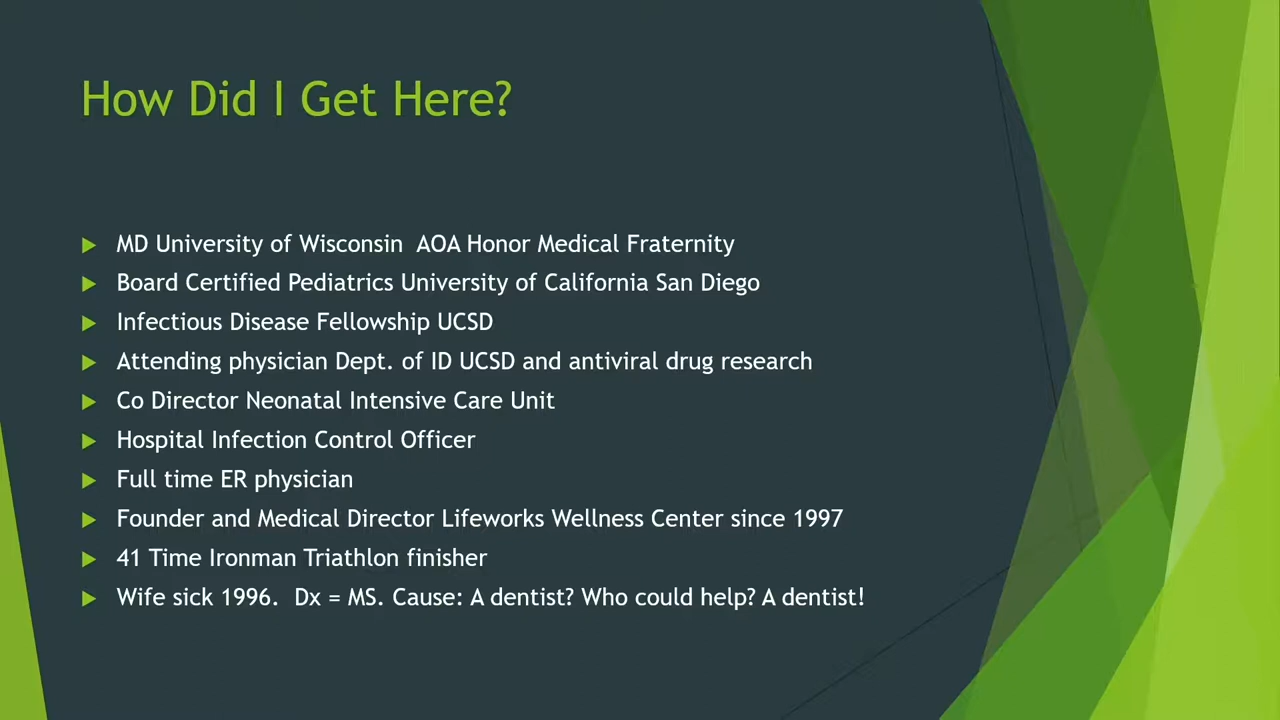 How Did I Get Here?
MD University of Wisconsin  AOA Honor Medical Fraternity
Board Certified Pediatrics University of California San Diego
Infectious Disease Fellowship UCSD
Attending physician Dept. of ID UCSD and antiviral drug research
Co Director Neonatal Intensive Care Unit
Hospital Infection Control Officer
Full time ER physician
Founder and Medical Director Lifeworks Wellness Center since 1997
41 Time Ironman Triathlon finisher
Wife sick 1996.  Dx = MS. Cause: A dentist? Who could help? A dentist!